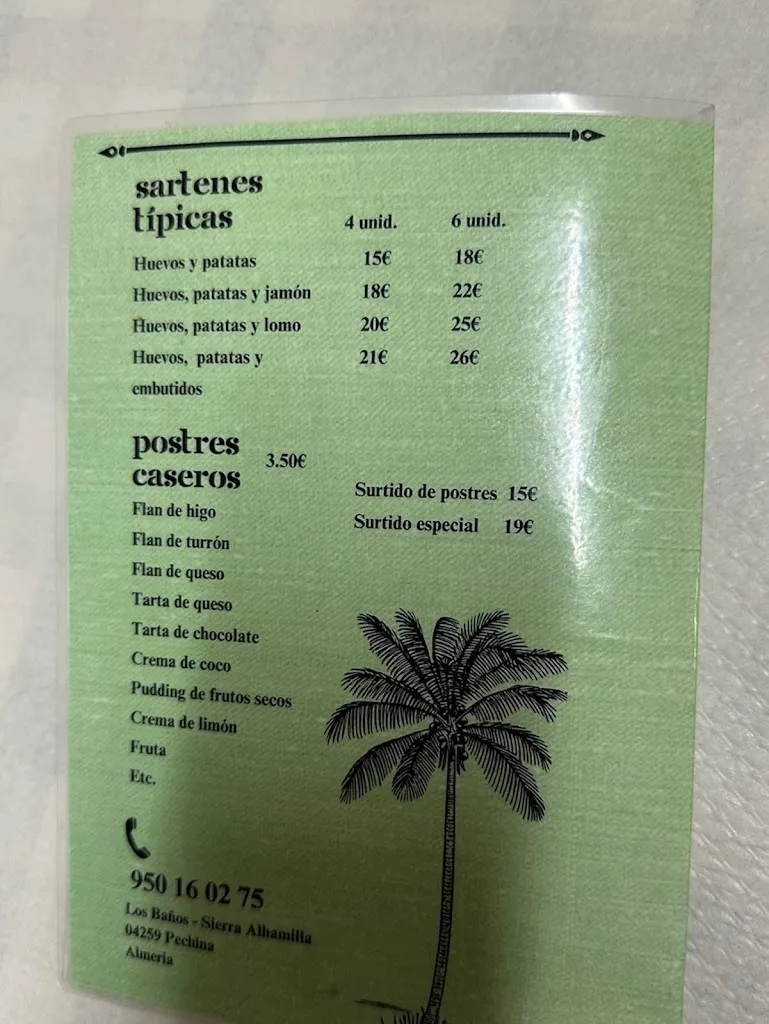 sartenes
típicas
4 unid. 6 unid.
Huevos y patatas 15€ 18€
Huevos, patatas y jamón 18€ 22€
Huevos, patatas y lomo 20€ 25€
Huevos, patatas y 21€ 26€
embutidos
postres
caseros 3.50€
Flan de higo
Flan de turrón
Flan de queso
Tarta de queso
Tarta de chocolate
Crema de coco
Pudding de frutos secos
Crema de limón
Fruta
Etc.
Surtido de postres 15€
Surtido especial 19€
950 16 02 75
Los Baños - Sierra Alhamilla
04259 Pechina
Almería